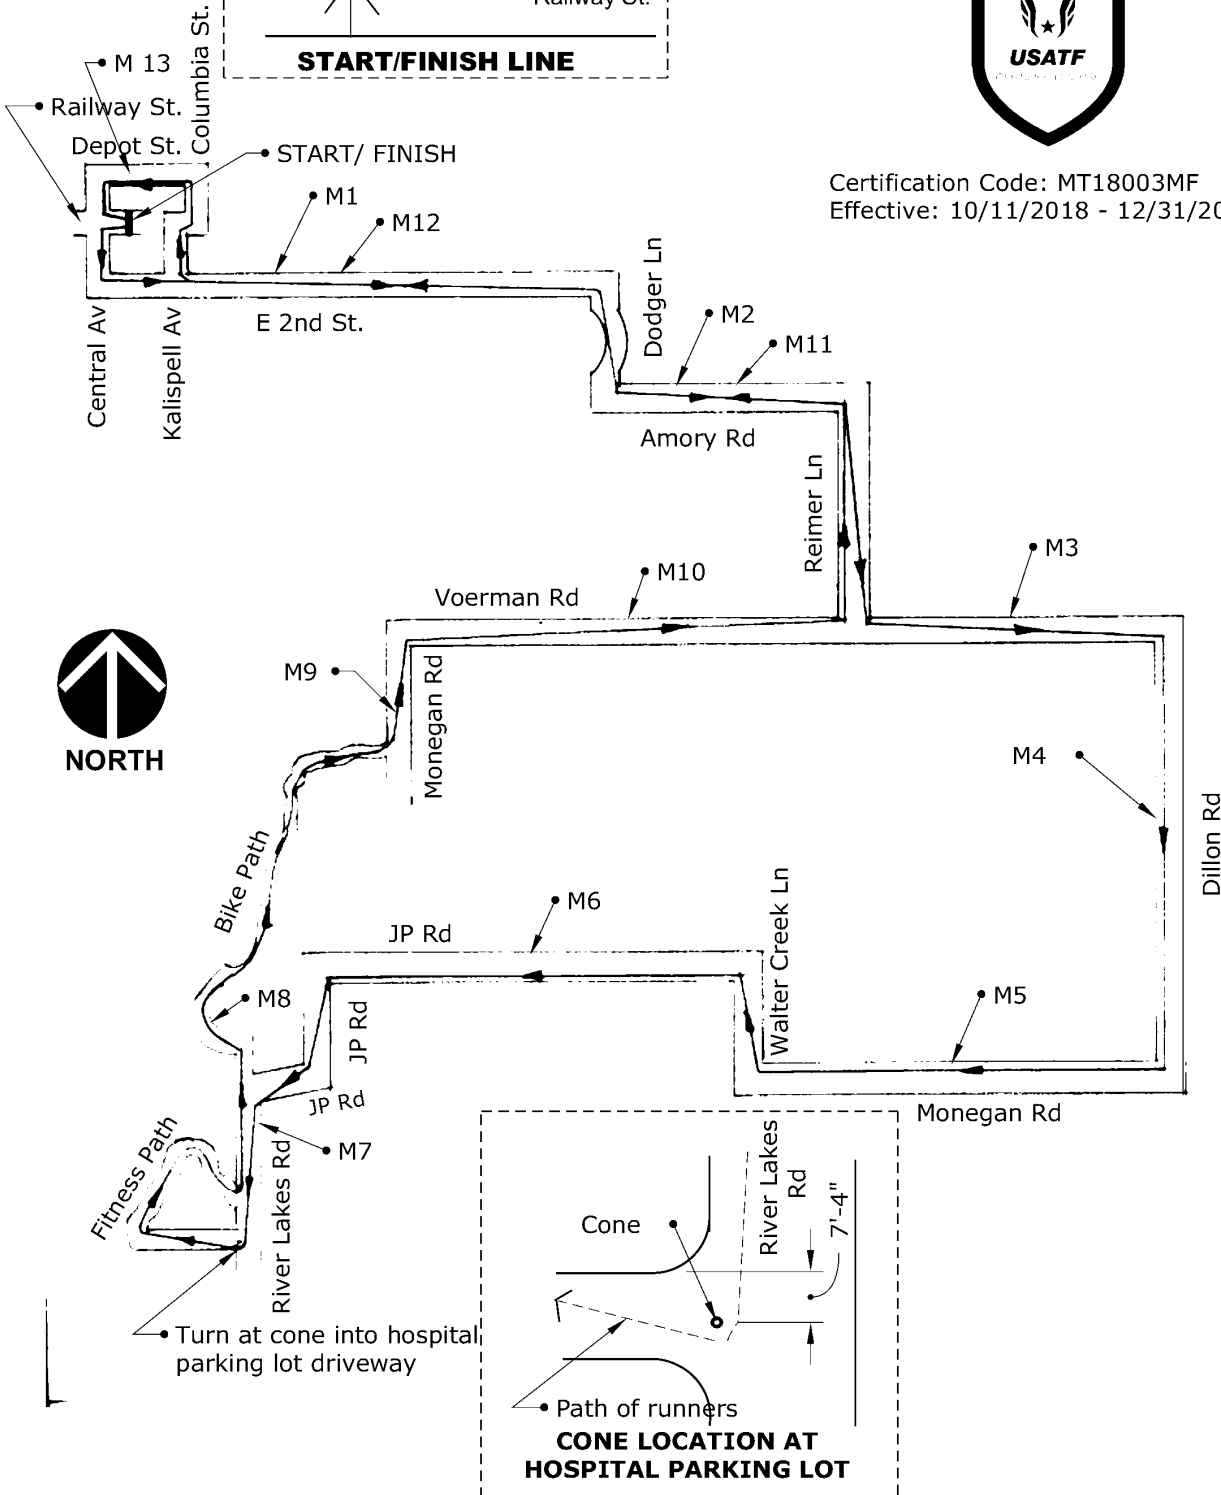 Railway St.
START/FINISH LINE
Columbia St.
USATF
M 13
Railway St.
Depot St.
START/ FINISH
M1
M12
Certification Code: MT18003MF
Effective: 10/11/2018 - 12/31/20
E 2nd St.
Central Av
Kalispell Av
Dodger Ln
M2
M11
Amory Rd
Reimer Ln
M3
M10
Voerman Rd
M9
Monegan Rd
NORTH
M4
Dillon Rd
Bike Path
M6
JP Rd
Walter Creek Ln
M5
M8
JP Rd
JP Rd
Monegan Rd
M7
Fitness Path
River Lakes Rd
Turn at cone into hospital
parking lot driveway
Cone
River Lakes
Rd
7'-4"
Path of runners
CONE LOCATION AT
HOSPITAL PARKING LOT